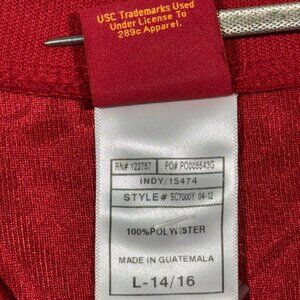 USC Trademarks Used
Under License To
289c Apparel.
RN# 122757 PO# PO005543G
INDY/15474
STYLE# SC7000Y 04-12
100%POLYESTER
MADE IN GUATEMALA
L-14/16